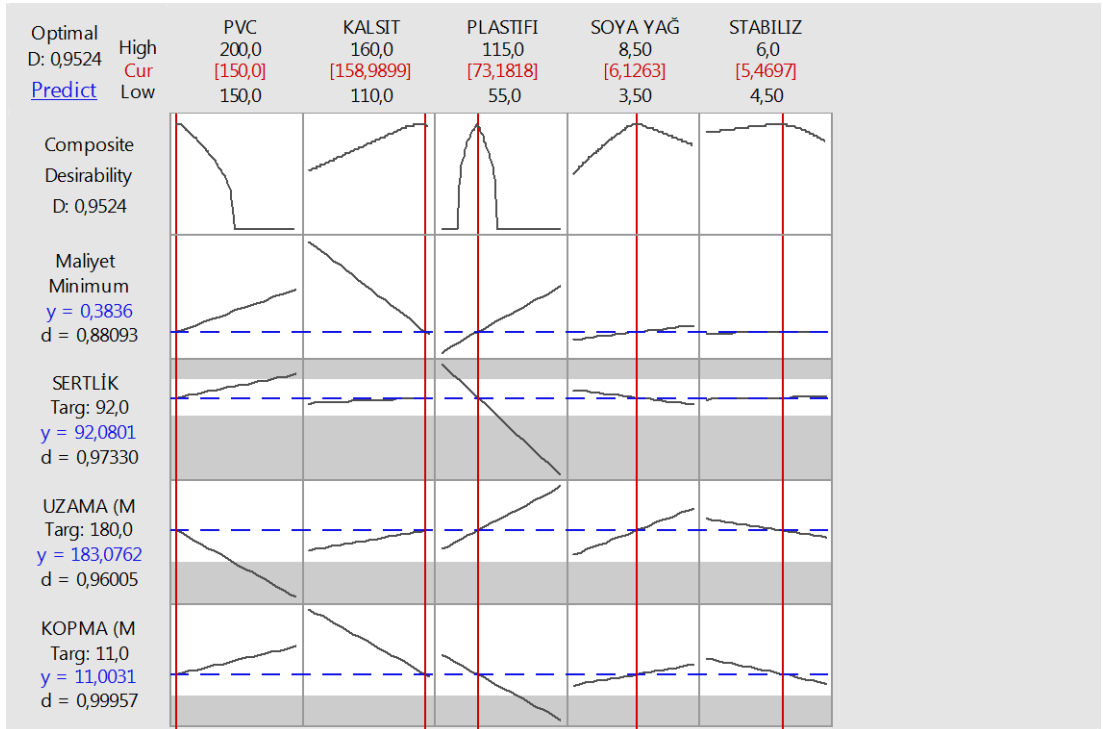 Optimal
D: 0,9524
Predict
High
Cur
Low
PVC
200,0
[150,0]
150,0
KALSIT
160,0
[158,9899]
110,0
PLASTIFI
115,0
[73,1818]
55,0
SOYA YAĞ
8,50
[6,1263]
3,50
STABILIZ
6,0
[5,4697]
4,50
Composite
Desirability
D: 0,9524
Maliyet
Minimum
y = 0,3836
d = 0,88093
SERTLİK
Targ: 92,0
y = 92,0801
d = 0,97330
UZAMA (M
Targ: 180,0
y = 183,0762
d = 0,96005
KOPMA (M
Targ: 11,0
y = 11,0031
d = 0,99957